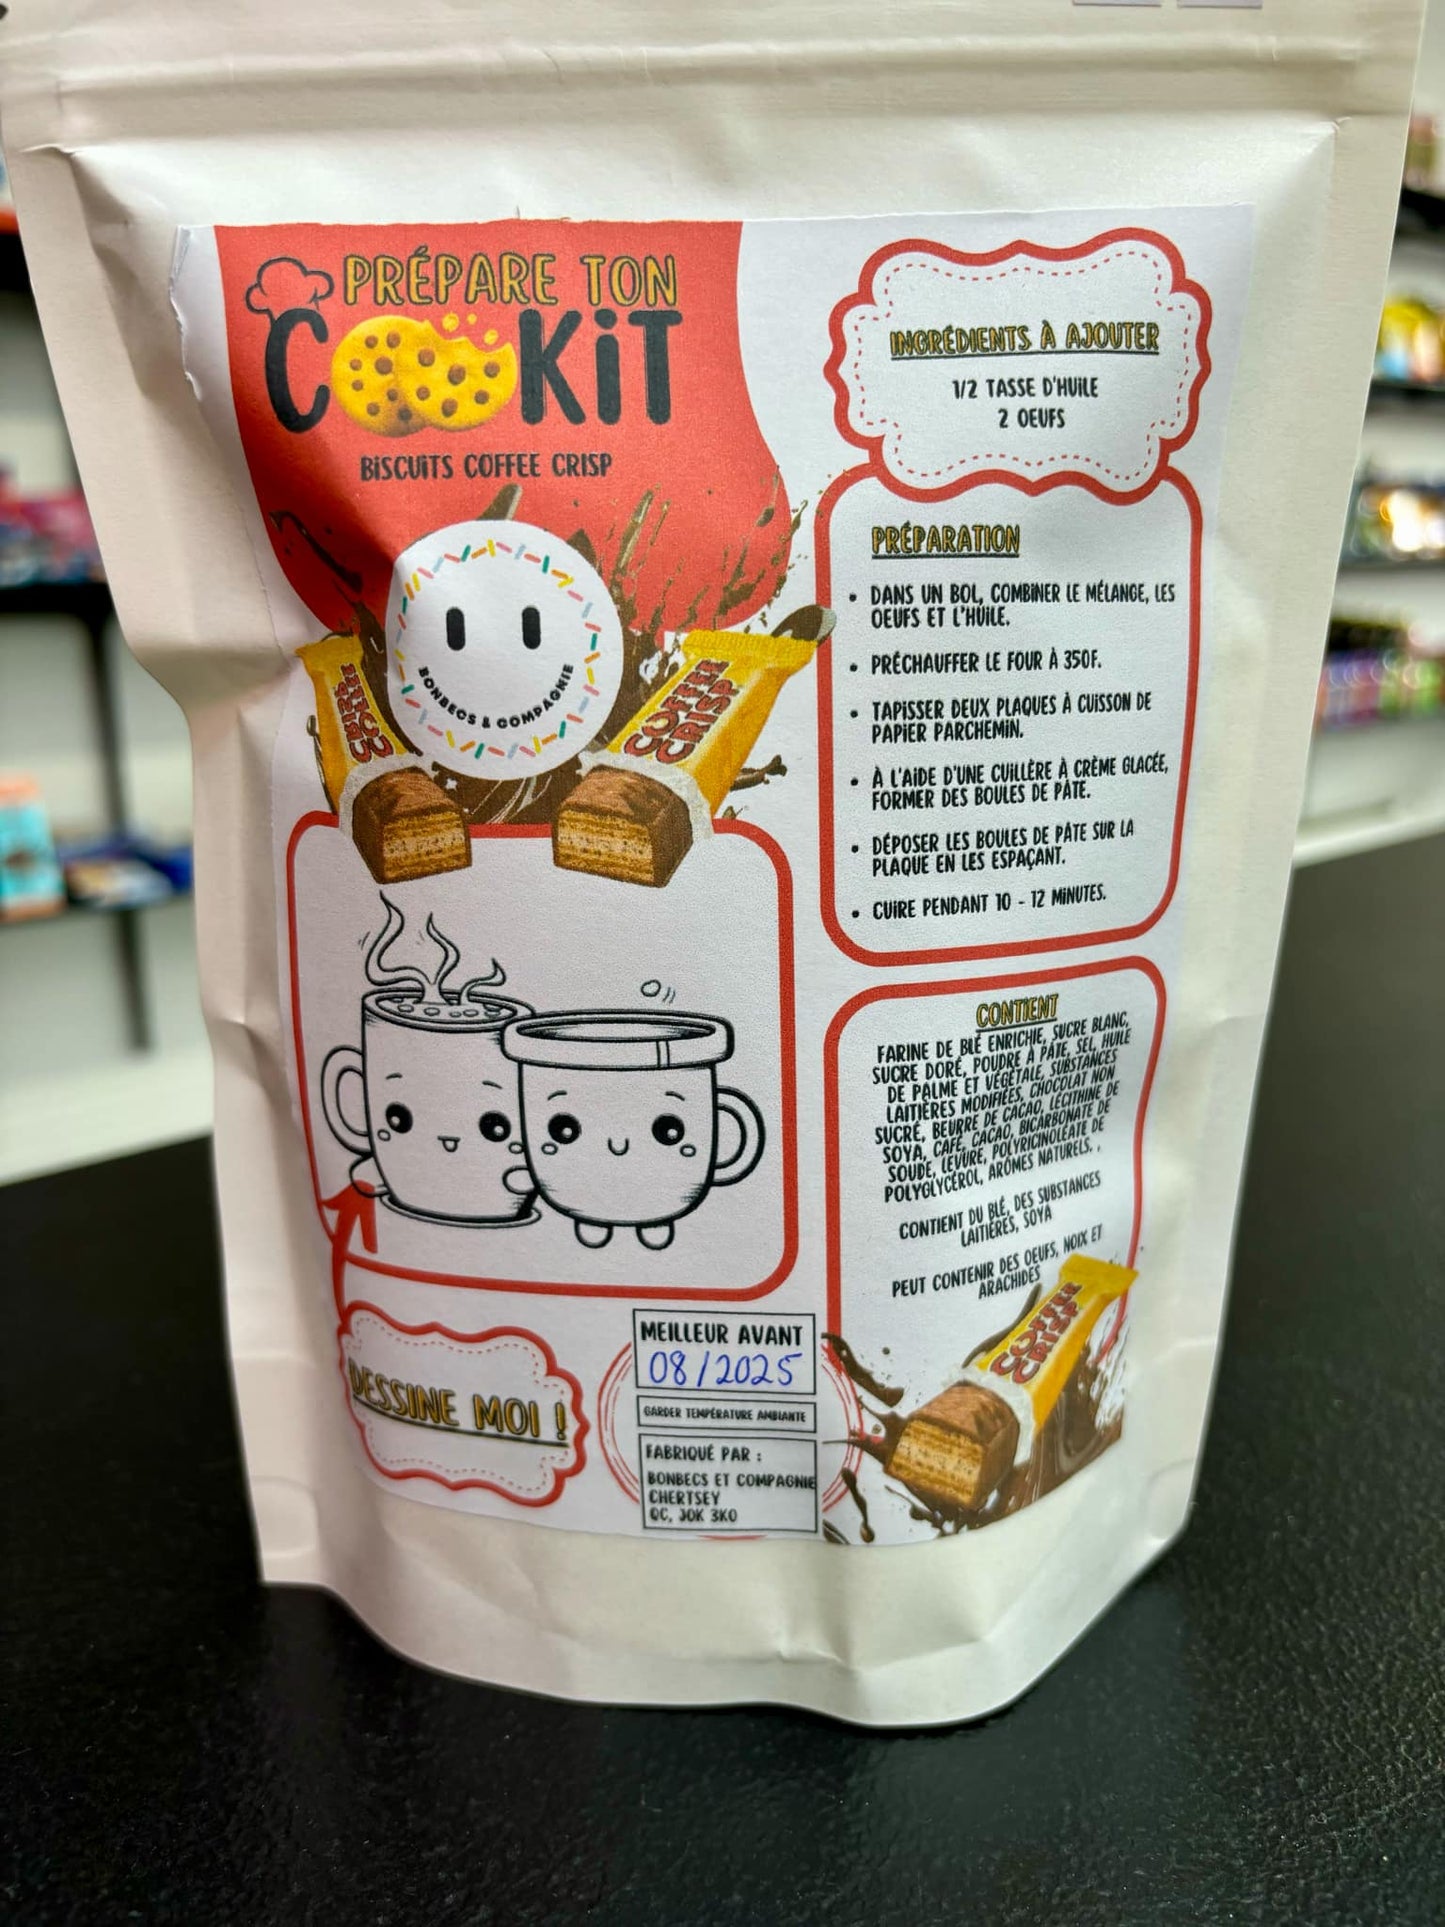 PRÉPARE TON
COOKiT
BiSCUiTS COFFEE CRISP
BONBECS & COMPAGNIE
COFFEE
CRISP
COFFEE
CRISP
DESSINE MOI !
MEILLEUR AVANT
08/2025
GARDER TEMPÉRATURE AMBIANTE
FABRIQUÉ PAR :
BONBECS ET COMPAGNIE
CHERTSEY
QC, J0K 3K0
INGRÉDIENTS À AJOUTER
1/2 TASSE D'HUILE
2 OEUFS
PRÉPARATION
• DANS UN BOL, COMBINER LE MÉLANGE, LES
OEUFS ET L'HUILE.
• PRÉCHAUFFER LE FOUR À 350F.
• TAPISSER DEUX PLAQUES À CUISSON DE
PAPIER PARCHEMIN.
• À L'AIDE D'UNE CUILLÈRE À CRÈME GLACÉE,
FORMER DES BOULES DE PÂTE.
• DÉPOSER LES BOULES DE PÂTE SUR LA
PLAQUE EN LES ESPAÇANT.
• CUIRE PENDANT 10 - 12 MINUTES.
CONTIENT
FARINE DE BLÉ ENRICHIE, SUCRE BLANC,
SUCRE DORÉ, POUDRE À PÂTE, SEL, HUILE
DE PALME ET VÉGÉTALE, SUBSTANCES
LAITIÈRES MODIFIÉES, CHOCOLAT NON
SUCRÉ, BEURRE DE CACAO, LÉCITHINE DE
SOYA, CAFÉ, CACAO, BICARBONATE DE
SOUDE, LEVURE, POLYRICINOLÉATE DE
POLYGLYCÉROL, ARÔMES NATURELS. .
CONTIENT DU BLÉ, DES SUBSTANCES
LAITIÈRES, SOYA
PEUT CONTENIR DES OEUFS, NOIX ET
ARACHIDES
COFFEE
CRISP